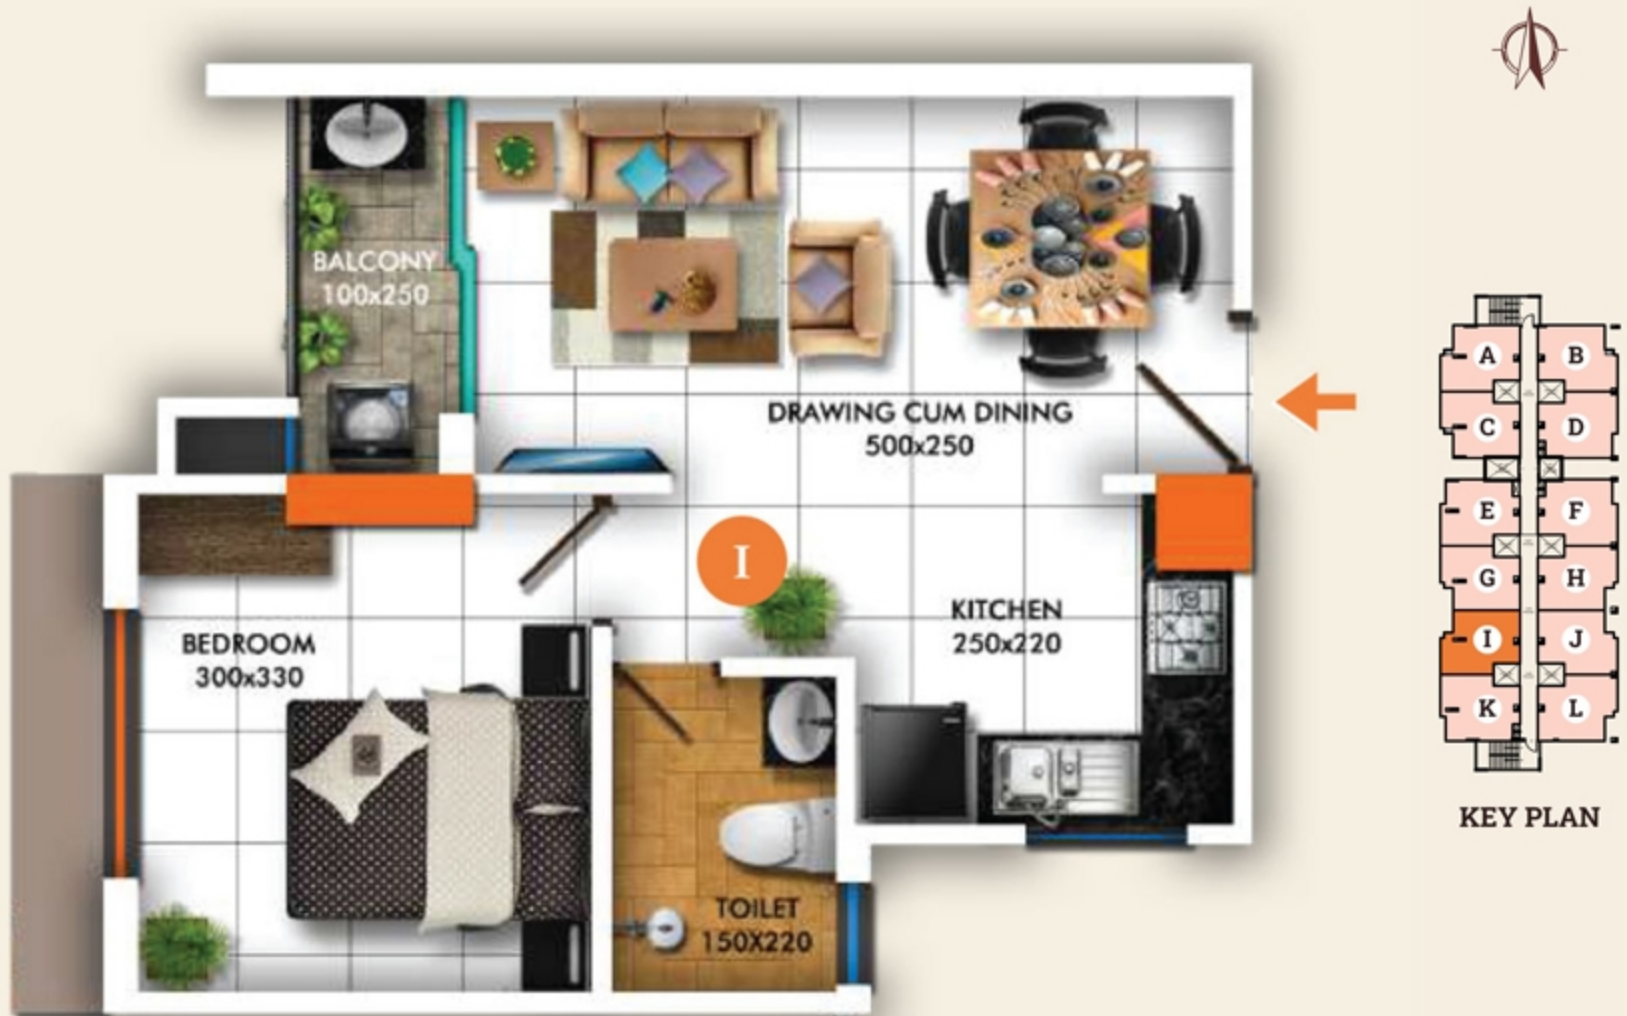 BALCONY
100x250
DRAWING CUM DINING
500x250
I
KITCHEN
250x220
BEDROOM
300x330
TOILET
150X220
A
B
C
D
E
F
G
H
I
J
K
L
KEY PLAN